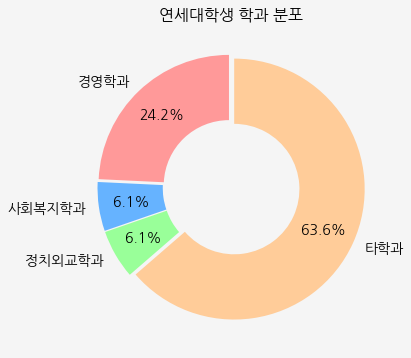 연세대학생 학과 분포
경영학과
24.2%
사회복지학과
6.1%
정치외교학과
6.1%
63.6%
타학과